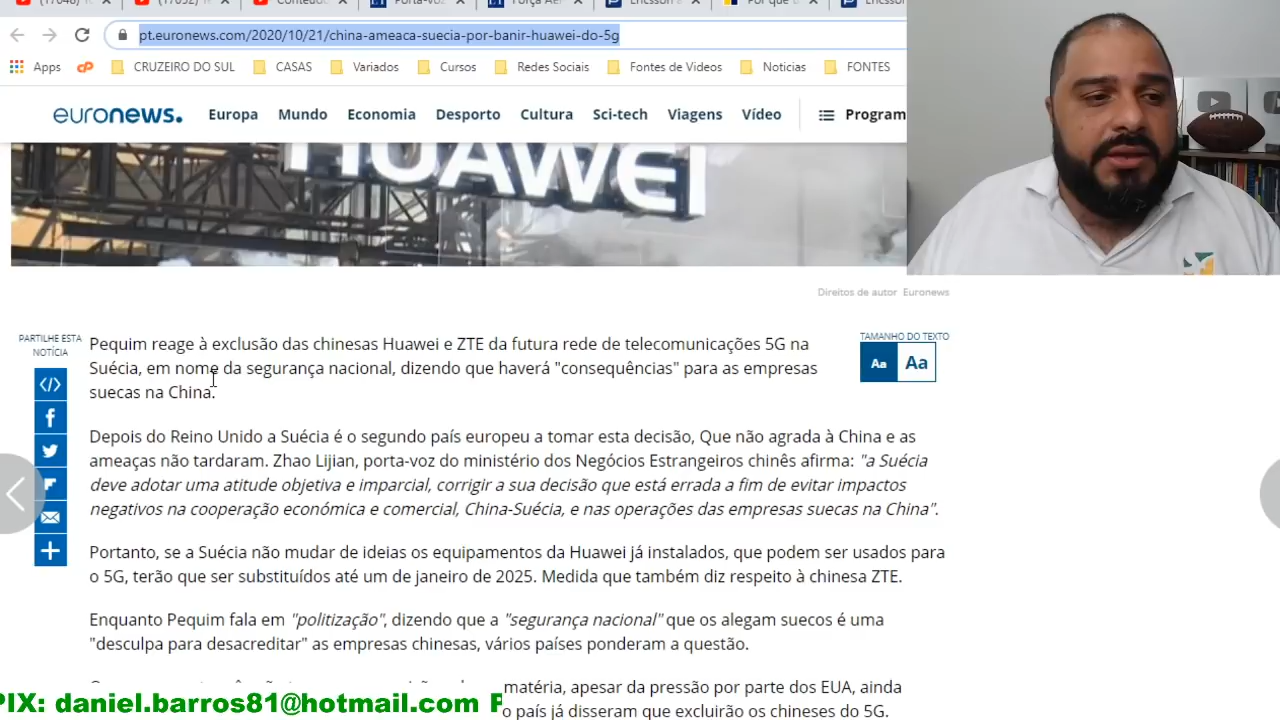 pt.euronews.com/2020/10/21/china-ameaca-suecia-por-banir-huawei-do-5g
Apps CRUZEIRO DO SUL CASAS Variados Cursos Redes Sociais Fontes de Videos Noticias FONTES
euronews. Europa Mundo Economia Desporto Cultura Sci-tech Viagens Vídeo Program
HUAWEI
Direitos de autor Euronews
PARTILHE ESTA
NOTÍCIA
TAMANHO DO TEXTO
Aa Aa
Pequim reage à exclusão das chinesas Huawei e ZTE da futura rede de telecomunicações 5G na
Suécia, em nome da segurança nacional, dizendo que haverá "consequências" para as empresas
suecas na China.
Depois do Reino Unido a Suécia é o segundo país europeu a tomar esta decisão, Que não agrada à China e as
ameaças não tardaram. Zhao Lijian, porta-voz do ministério dos Negócios Estrangeiros chinês afirma: "a Suécia
deve adotar uma atitude objetiva e imparcial, corrigir a sua decisão que está errada a fim de evitar impactos
negativos na cooperação económica e comercial, China-Suécia, e nas operações das empresas suecas na China".
Portanto, se a Suécia não mudar de ideias os equipamentos da Huawei já instalados, que podem ser usados para
o 5G, terão que ser substituídos até um de janeiro de 2025. Medida que também diz respeito à chinesa ZTE.
Enquanto Pequim fala em "politização", dizendo que a "segurança nacional" que os alegam suecos é uma
"desculpa para desacreditar" as empresas chinesas, vários países ponderam a questão.
matéria, apesar da pressão por parte dos EUA, ainda
o país já disseram que excluirão os chineses do 5G.
PIX: daniel.barros81@hotmail.com